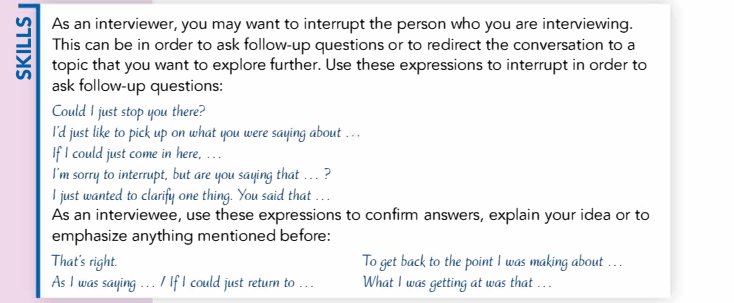 SKILLS
As an interviewer, you may want to interrupt the person who you are interviewing.
This can be in order to ask follow-up questions or to redirect the conversation to a
topic that you want to explore further. Use these expressions to interrupt in order to
ask follow-up questions:
Could I just stop you there?
I'd just like to pick up on what you were saying about ...
If I could just come in here, ...
I'm sorry to interrupt, but are you saying that ... ?
I just wanted to clarify one thing. You said that ...
As an interviewee, use these expressions to confirm answers, explain your idea or to
emphasize anything mentioned before:
That's right.
As I was saying ... / If I could just return to ...
To get back to the point I was making about ...
What I was getting at was that ...